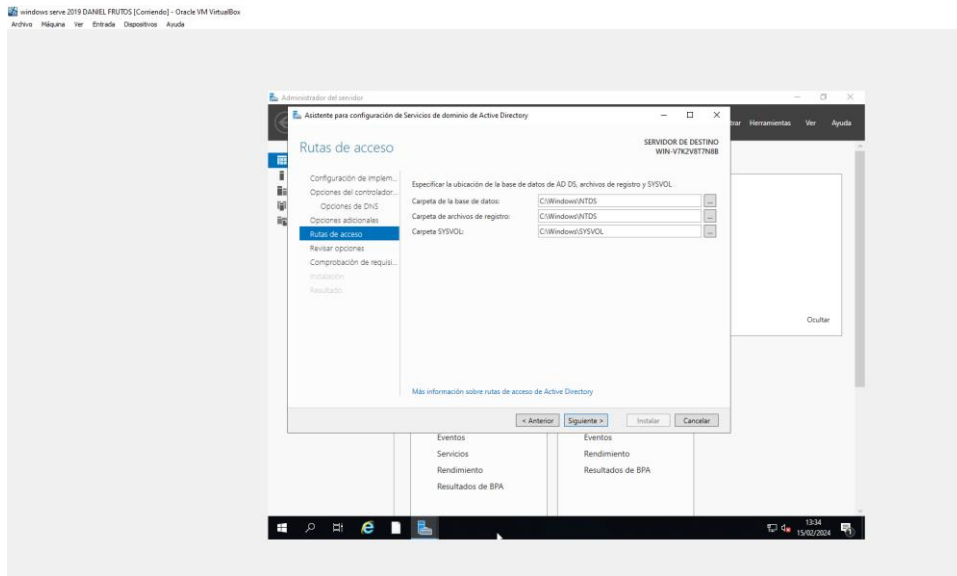 windows serve 2019 DANIEL FRUTOS [Corriendo] - Oracle VM VirtualBox
Archivo Máquina Ver Entrada Dispositivos Ayuda
Administrador del servidor
Herramientas Ver Ayuda
Asistente para configuración de Servicios de dominio de Active Directory
Rutas de acceso
SERVIDOR DE DESTINO
WIN-V7K2V8T7N8B
Configuración de implem...
Opciones del controlador...
Opciones de DNS
Opciones adicionales
Rutas de acceso
Revisar opciones
Comprobación de requisi...
Instalación
Resultado
Especificar la ubicación de la base de datos de AD DS, archivos de registro y SYSVOL
Carpeta de la base de datos: C:\Windows\NTDS ...
Carpeta de archivos de registro: C:\Windows\NTDS ...
Carpeta SYSVOL: C:\Windows\SYSVOL ...
Más información sobre rutas de acceso de Active Directory
< Anterior Siguiente > Instalar Cancelar
Ocultar
Eventos
Servicios
Rendimiento
Resultados de BPA
Eventos
Rendimiento
Resultados de BPA
13:34
15/02/2024